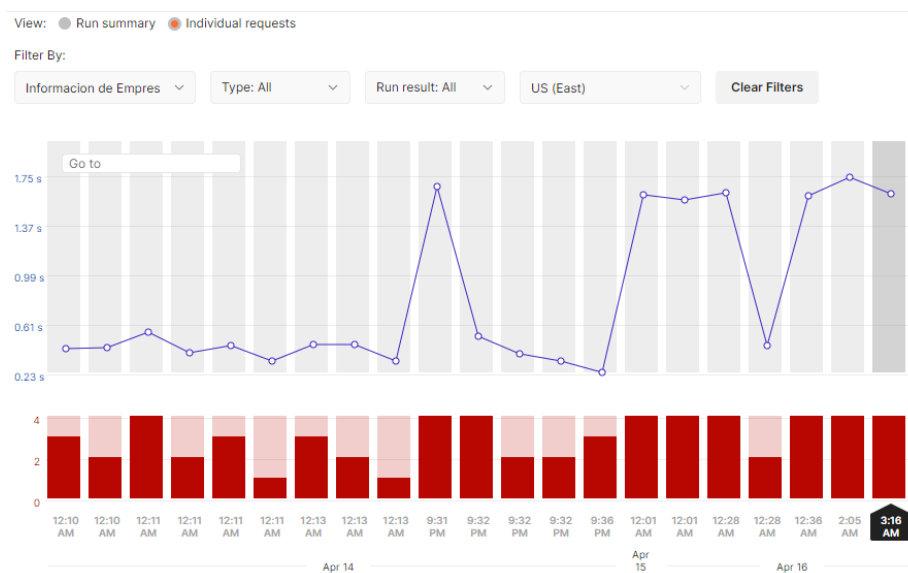 View: Run summary Individual requests
Filter By:
Informacion de Empres Type: All Run result: All US (East) Clear Filters
Go to
1.75 s
1.37 s
0.99 s
0.61 s
0.23 s
4
2
0
12:10 AM
12:10 AM
12:11 AM
12:11 AM
12:11 AM
12:11 AM
12:13 AM
12:13 AM
12:13 AM
9:31 PM
9:32 PM
9:32 PM
9:32 PM
9:36 PM
12:01 AM
12:01 AM
12:28 AM
12:28 AM
12:36 AM
2:05 AM
3:16 AM
Apr 14
Apr 15
Apr 16